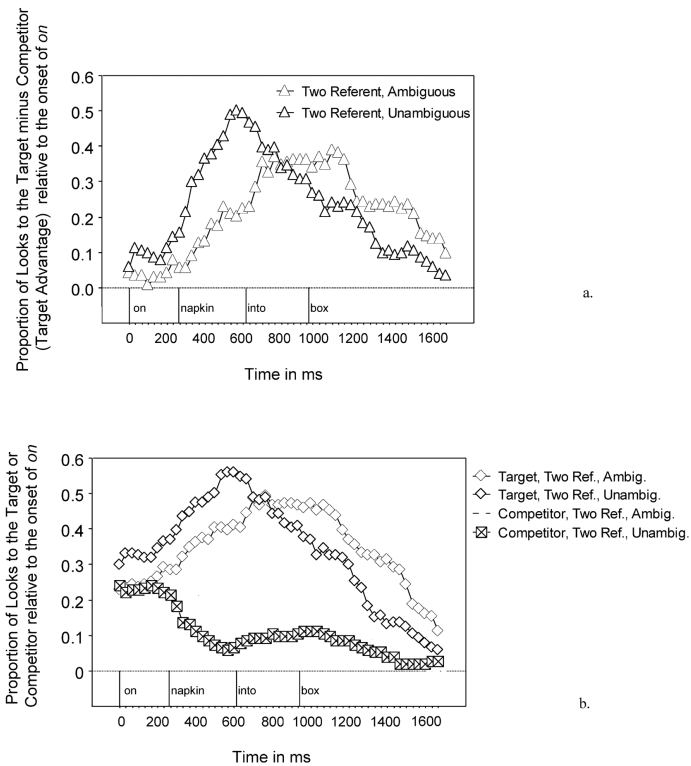 Proportion of Looks to the Target minus Competitor
(Target Advantage) relative to the onset of on
0.6
0.5
0.4
0.3
0.2
0.1
0.0
Two Referent, Ambiguous
Two Referent, Unambiguous
on napkin into box
0 200 400 600 800 1000 1200 1400 1600
Time in ms
a.
Proportion of Looks to the Target or
Competitor relative to the onset of on
0.6
0.5
0.4
0.3
0.2
0.1
0
Target, Two Ref., Ambig.
Target, Two Ref., Unambig.
Competitor, Two Ref., Ambig.
Competitor, Two Ref., Unambig.
on napkin into box
0 200 400 600 800 1000 1200 1400 1600
Time in ms
b.